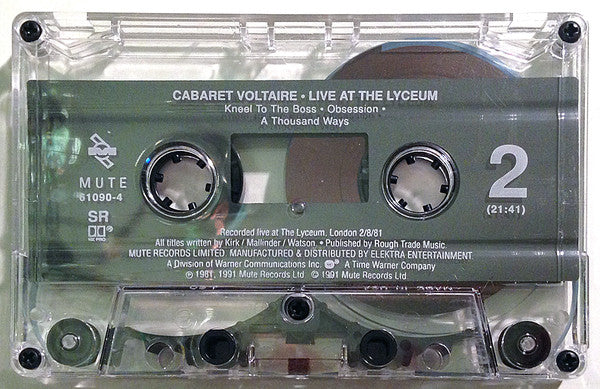 CABARET VOLTAIRE • LIVE AT THE LYCEUM
Kneel To The Boss • Obsession •
A Thousand Ways
MUTE
61090-4
SR
2
(21:41)
Recorded live at The Lyceum, London 2/8/81
All titles written by Kirk / Mallinder / Watson. • Published by Rough Trade Music
MUTE RECORDS LIMITED. MANUFACTURED & DISTRIBUTED BY ELEKTRA ENTERTAINMENT,
A Division of Warner Communications Inc. A Time Warner Company
℗ 1981, 1991 Mute Records Ltd © 1991 Mute Records Ltd